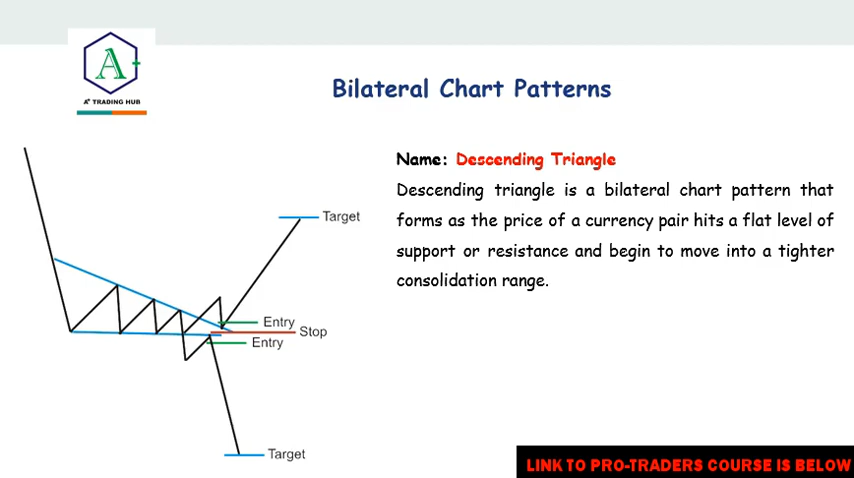 A+
A+ TRADING HUB
Bilateral Chart Patterns
Name: Descending Triangle
Descending triangle is a bilateral chart pattern that
forms as the price of a currency pair hits a flat level of
support or resistance and begin to move into a tighter
consolidation range.
Target
Entry
Stop
Entry
Target
LINK TO PRO-TRADERS COURSE IS BELOW